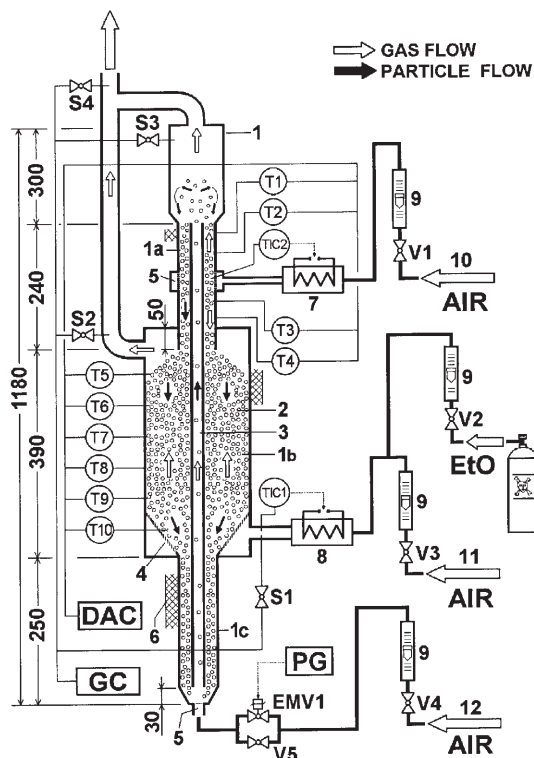 GAS FLOW
PARTICLE FLOW
S4
S3
1
T1
T2
TIC2
1a
5
7
9
V1
10
AIR
300
240
50
S2
T3
T4
1180
390
T5
T6
T7
T8
T9
T10
2
3
1b
9
V2
EtO
TIC1
8
9
V3
11
AIR
4
6
S1
1c
250
DAC
GC
PG
EMV1
V5
30
5
9
V4
12
AIR